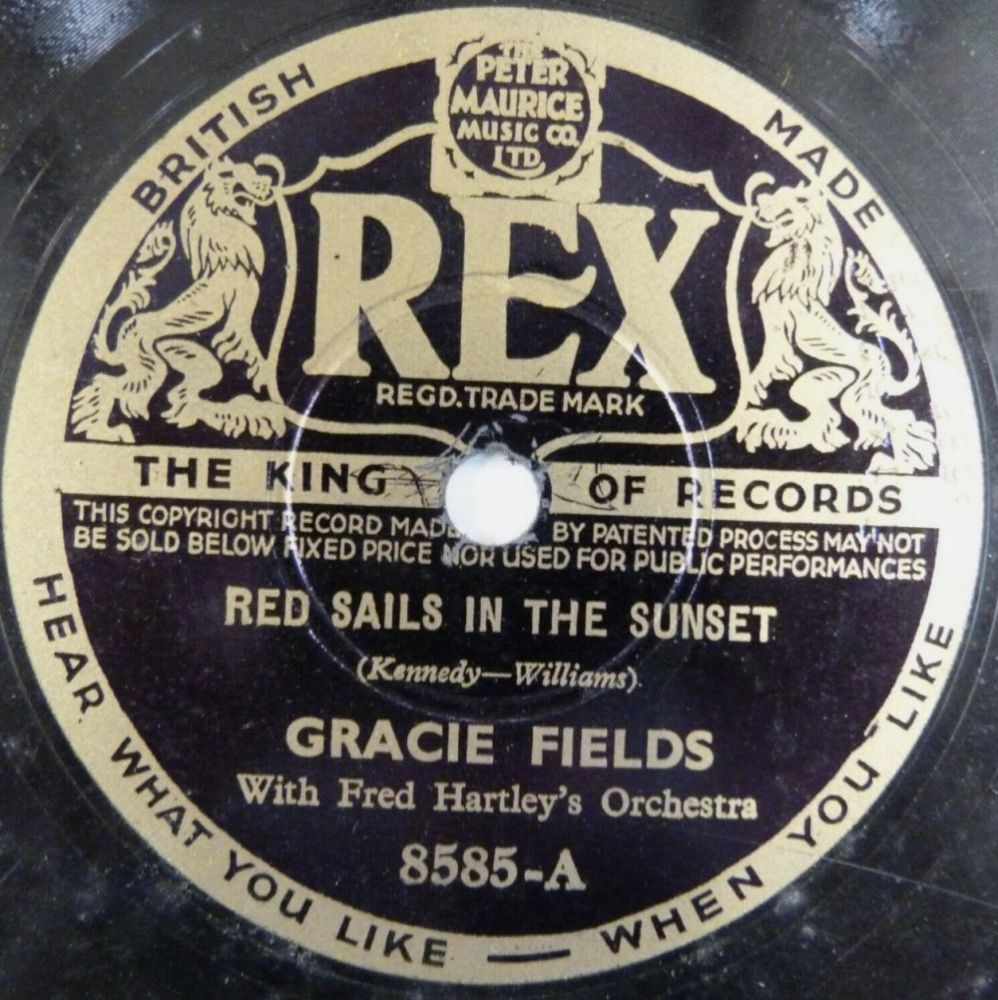 THE
PETER
MAURICE
MUSIC CO.
LTD.
BRITISH MADE
REX
REGD. TRADE MARK
THE KING OF RECORDS
THIS COPYRIGHT RECORD MADE BY PATENTED PROCESS MAY NOT
BE SOLD BELOW FIXED PRICE NOR USED FOR PUBLIC PERFORMANCES
RED SAILS IN THE SUNSET
(Kennedy—Williams).
GRACIE FIELDS
With Fred Hartley's Orchestra
8585-A
HEAR WHAT YOU LIKE — WHEN YOU LIKE